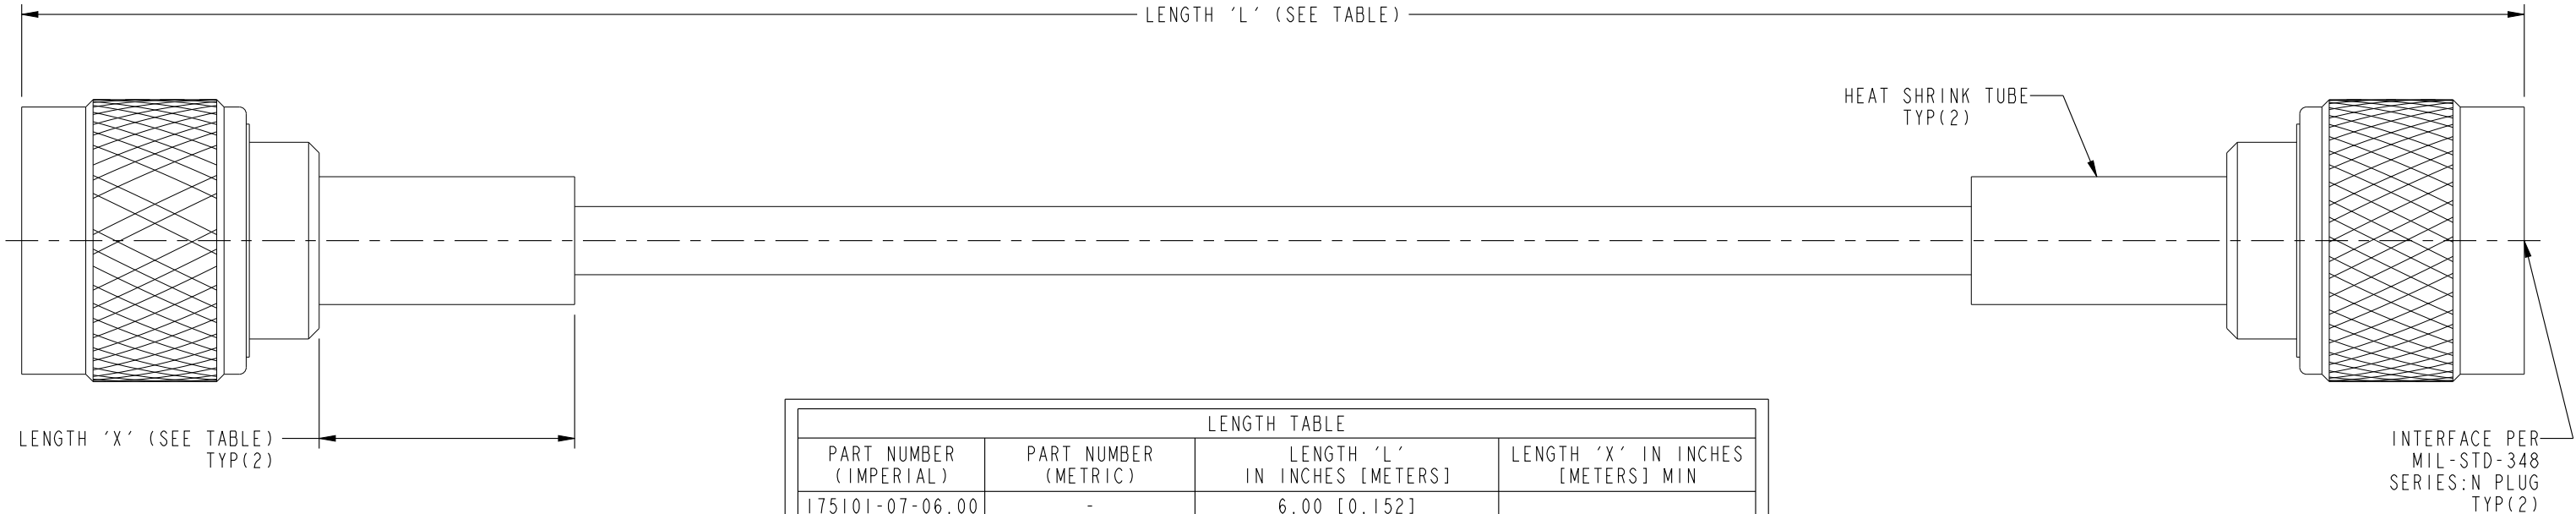 LENGTH 'L' (SEE TABLE)
HEAT SHRINK TUBE
TYP(2)
LENGTH 'X' (SEE TABLE)
TYP(2)
INTERFACE PER
MIL-STD-348
SERIES:N PLUG
TYP(2)
LENGTH TABLE
PART NUMBER (IMPERIAL) PART NUMBER (METRIC) LENGTH 'L' IN INCHES [METERS] LENGTH 'X' IN INCHES [METERS] MIN
175101-07-06.00 - 6.00 [0.152]